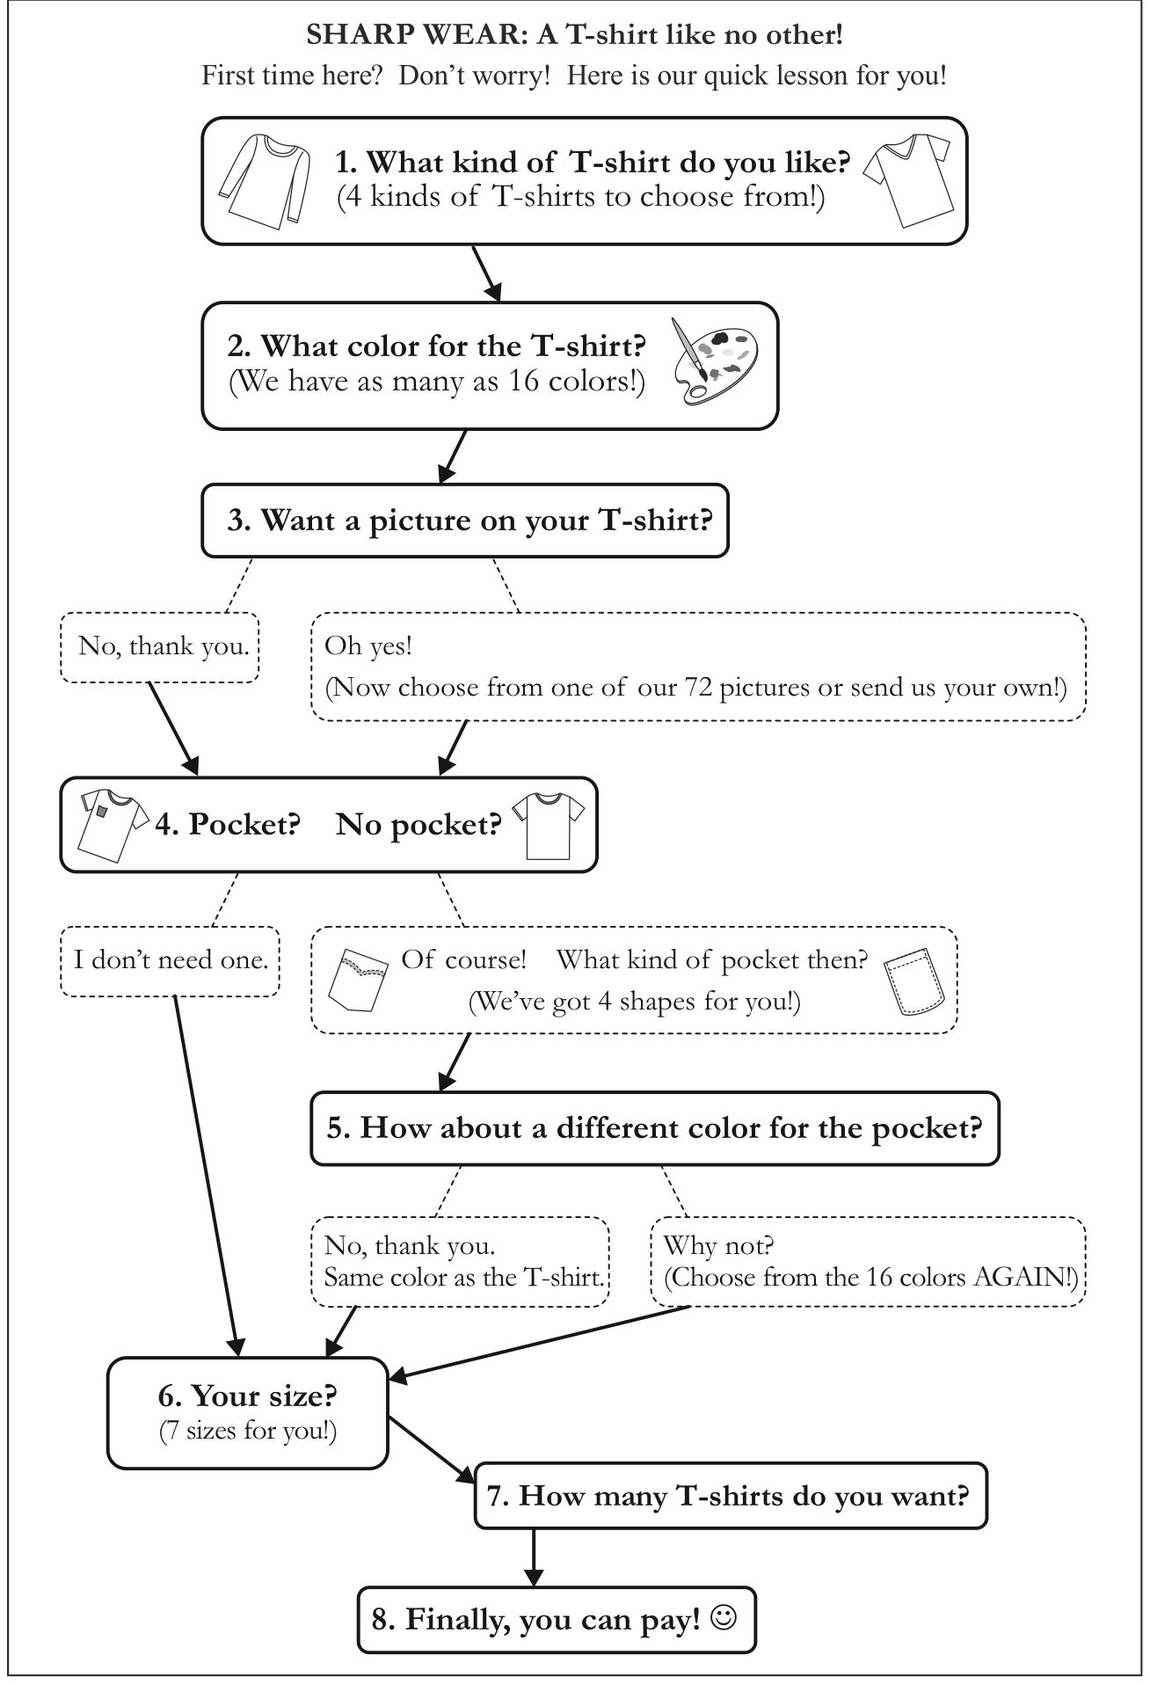 SHARP WEAR: A T-shirt like no other!
First time here? Don't worry! Here is our quick lesson for you!
1. What kind of T-shirt do you like?
(4 kinds of T-shirts to choose from!)
2. What color for the T-shirt?
(We have as many as 16 colors!)
3. Want a picture on your T-shirt?
No, thank you.
Oh yes!
(Now choose from one of our 72 pictures or send us your own!)
4. Pocket? No pocket?
I don't need one.
Of course! What kind of pocket then?
(We've got 4 shapes for you!)
5. How about a different color for the pocket?
No, thank you.
Same color as the T-shirt.
Why not?
(Choose from the 16 colors AGAIN!)
6. Your size?
(7 sizes for you!)
7. How many T-shirts do you want?
8. Finally, you can pay! ☺